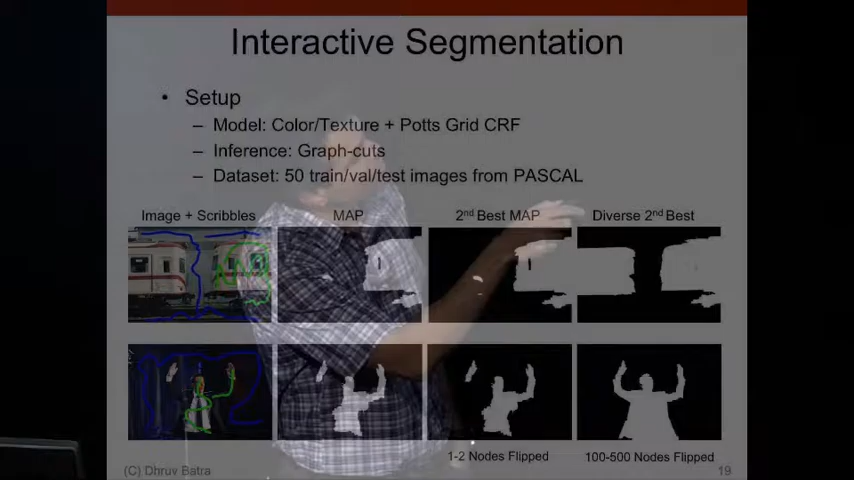 Interactive Segmentation
• Setup
– Model: Color/Texture + Potts Grid CRF
– Inference: Graph-cuts
– Dataset: 50 train/val/test images from PASCAL
Image + Scribbles MAP 2nd Best MAP Diverse 2nd Best
1-2 Nodes Flipped 100-500 Nodes Flipped
(C) Dhruv Batra 19